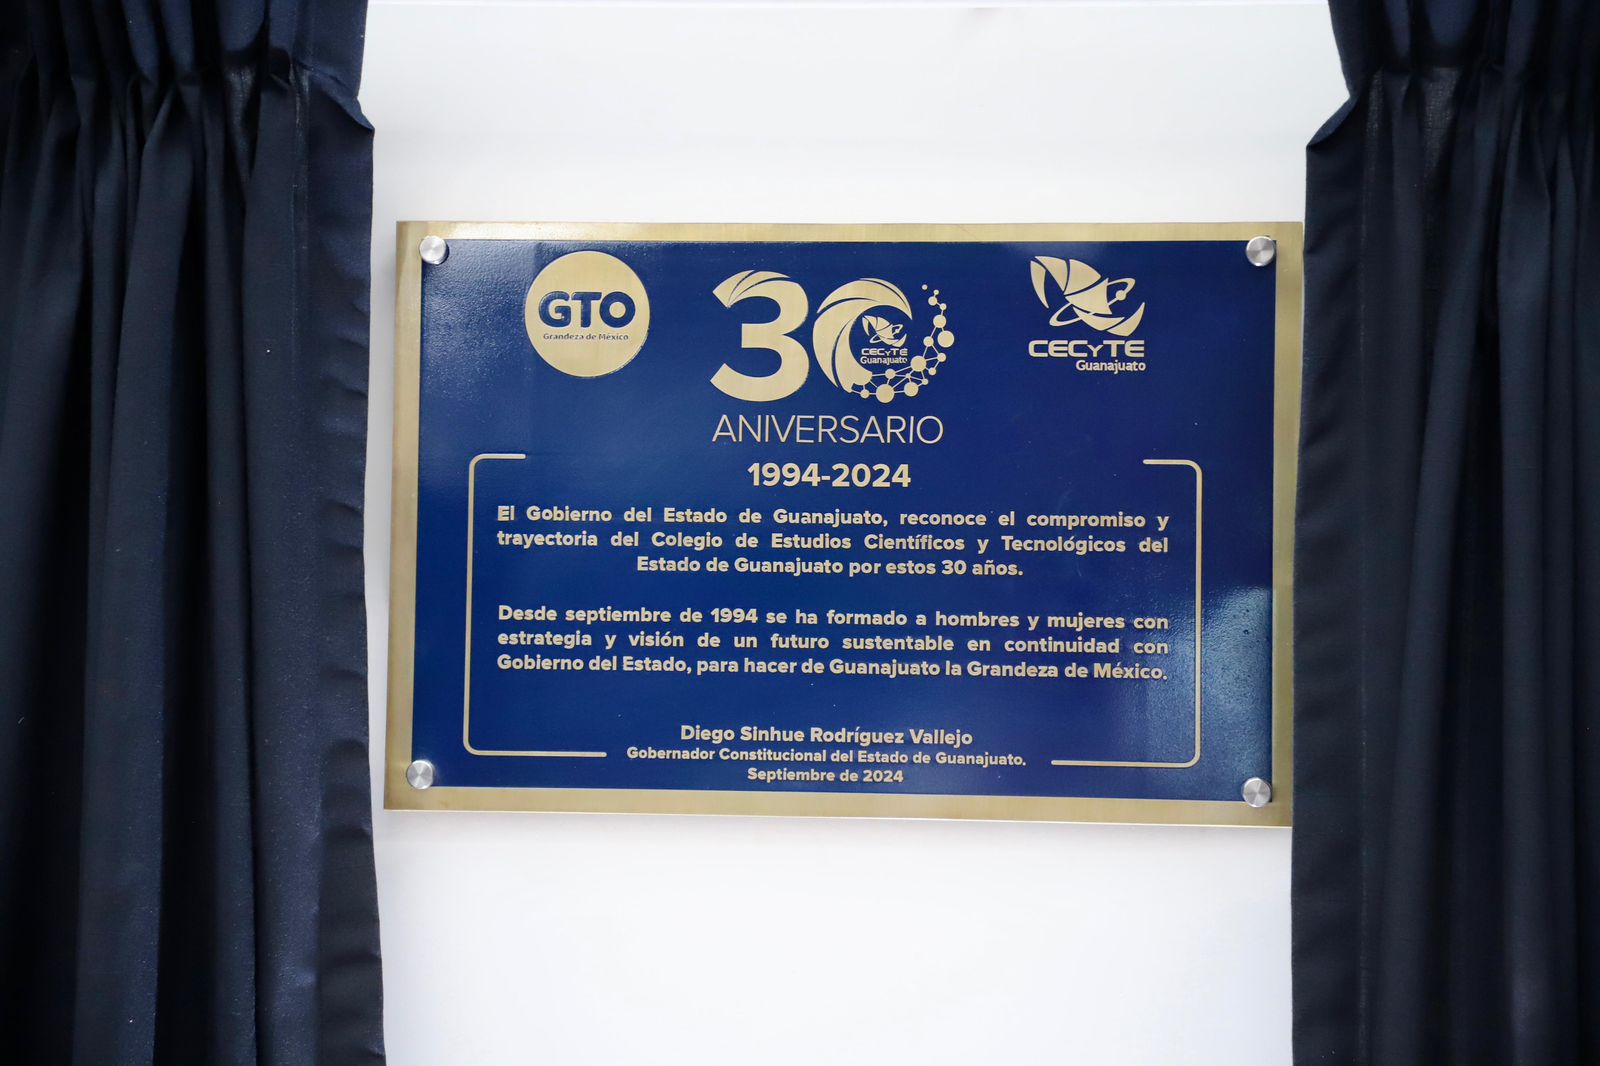 GTO
Grandeza de México
30
CECyTE
Guanajuato
CECyTE
Guanajuato
ANIVERSARIO
1994-2024
El Gobierno del Estado de Guanajuato, reconoce el compromiso y
trayectoria del Colegio de Estudios Científicos y Tecnológicos del
Estado de Guanajuato por estos 30 años.
Desde septiembre de 1994 se ha formado a hombres y mujeres con
estrategia y visión de un futuro sustentable en continuidad con
Gobierno del Estado, para hacer de Guanajuato la Grandeza de México.
Diego Sinhue Rodríguez Vallejo
Gobernador Constitucional del Estado de Guanajuato.
Septiembre de 2024